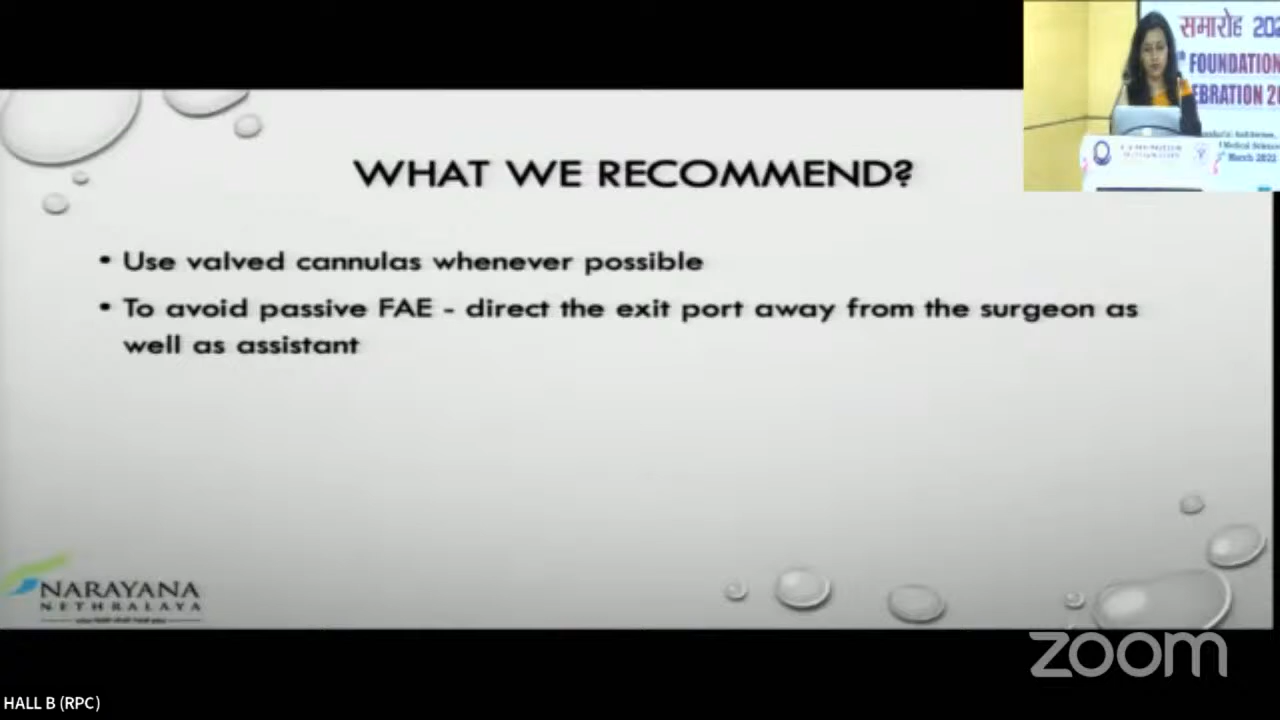 समारोह 202
FOUNDATION
EBRATION 20
Medical Science
March 2022
WHAT WE RECOMMEND?
• Use valved cannulas whenever possible
• To avoid passive FAE - direct the exit port away from the surgeon as
well as assistant
NARAYANA
NETHRALAYA
zoom
HALL B (RPC)